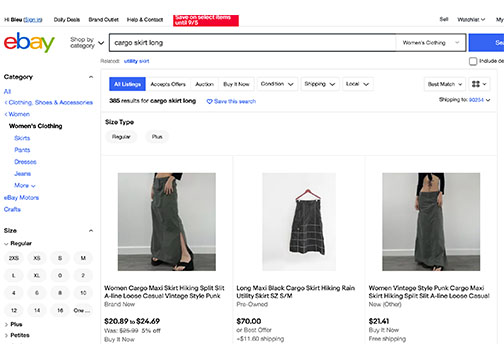 Hi Bleu (Sign in)
Daily Deals
Brand Outlet
Help & Contact
Save on select items
until 9/5
Sell
Watchlist
My
ebay
Shop by
category
cargo skirt long
Women's Clothing
Sea
Include de
Related: utility skirt
Category
All
Clothing, Shoes & Accessories
Women
Women's Clothing
Skirts
Pants
Dresses
Jeans
More
eBay Motors
Crafts
Size
Regular
2XS XS S M
L XL 0 2
4 6 8 10
12 14 16 One ...
Plus
Petites
All Listings
Accepts Offers
Auction
Buy It Now
Condition
Shipping
Local
Best Match
385 results for cargo skirt long
Save this search
Shipping to: 90254
Size Type
Regular
Plus
Women Cargo Maxi Skirt Hiking Split Slit
A-line Loose Casual Vintage Style Punk
Brand New
$20.89 to $24.69
Was: $25.99 5% off
Buy It Now
Long Maxi Black Cargo Skirt Hiking Rain
Utility Skirt SZ S/M
Pre-Owned
$70.00
or Best Offer
+$11.60 shipping
Women Vintage Style Punk Cargo Maxi
Skirt Hiking Split Slit A-line Loose Casual
New (Other)
$21.41
Buy It Now
Free shipping